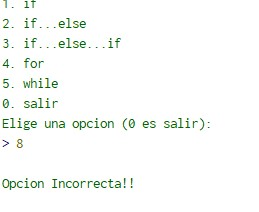 1. if
2. if...else
3. if...else...if
4. for
5. while
0. salir
Elige una opcion (0 es salir):
> 8
Opcion Incorrecta!!